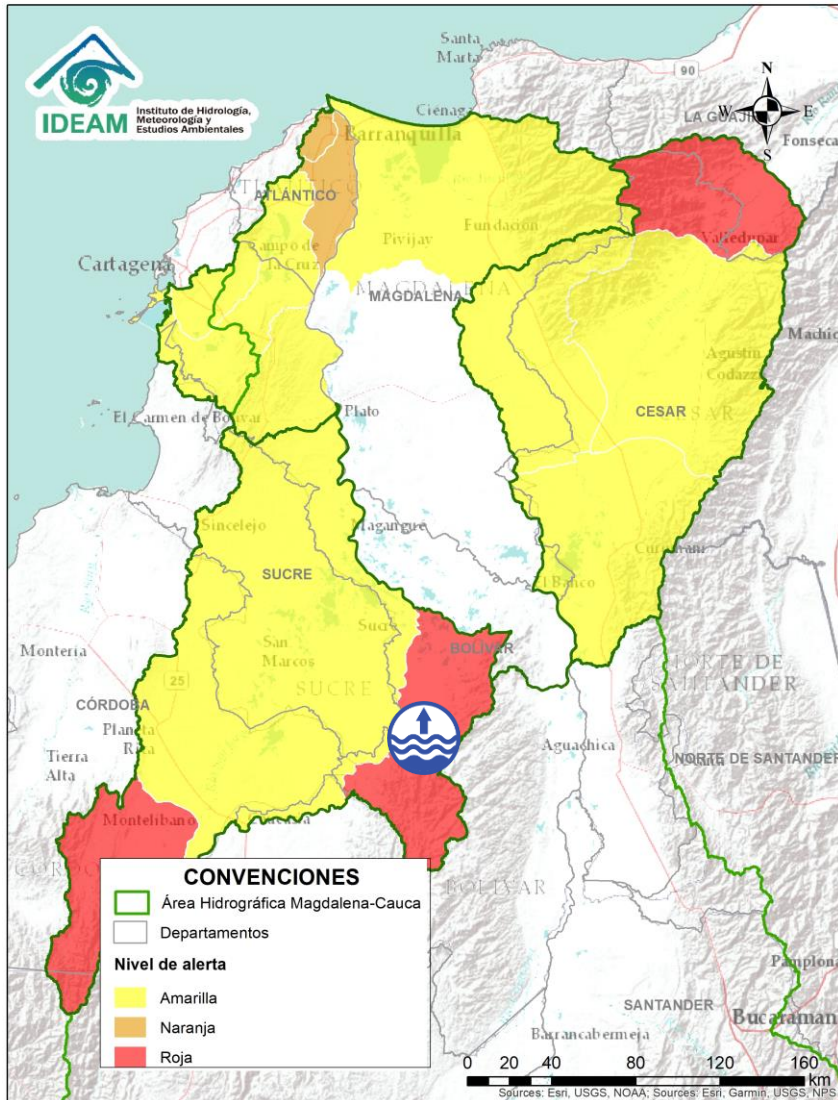 IDEAM
Instituto de Hidrología,
Meteorología y
Estudios Ambientales
Santa
Marta
90
N
W
E
S
Ciénaga
LA GUAJI
Fonseca
Barranquilla
ATLÁNTICO
Valledupar
Campo de
la Cruz
Pivijay
Fundación
Cartagena
MAGDALENA
Agustín
Codazzi
El Carmen de Bolívar
Plato
CESAR
Sincelejo
Magangue
SUCRE
El Banco
Sucre
San
Marcos
BOLÍVAR
Montería
25
SUCRE
NORTE DE
SANTANDER
CÓRDOBA
Planeta
Rica
Tierra
Alta
Aguachica
NORTE DE SANTANDER
Montelibano
BOLÍVAR
CONVENCIONES
Área Hidrográfica Magdalena-Cauca
Departamentos
Nivel de alerta
Amarilla
Naranja
Roja
Pamplona
SANTANDER
Bucaraman
Barrancabermeja
0 20 40 80 120 160
km
Sources: Esri, USGS, NOAA; Sources: Esri, Garmin, USGS, NPS